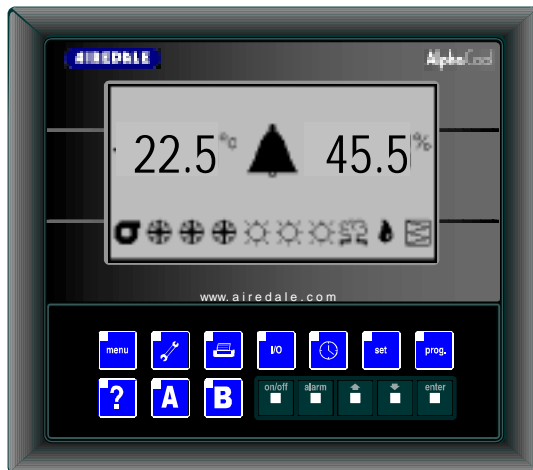 AIREDALE
AlphaCool
22.5°c
45.5%
www.airedale.com
menu
I/O
set
prog.
?
A
B
on/off
alarm
enter